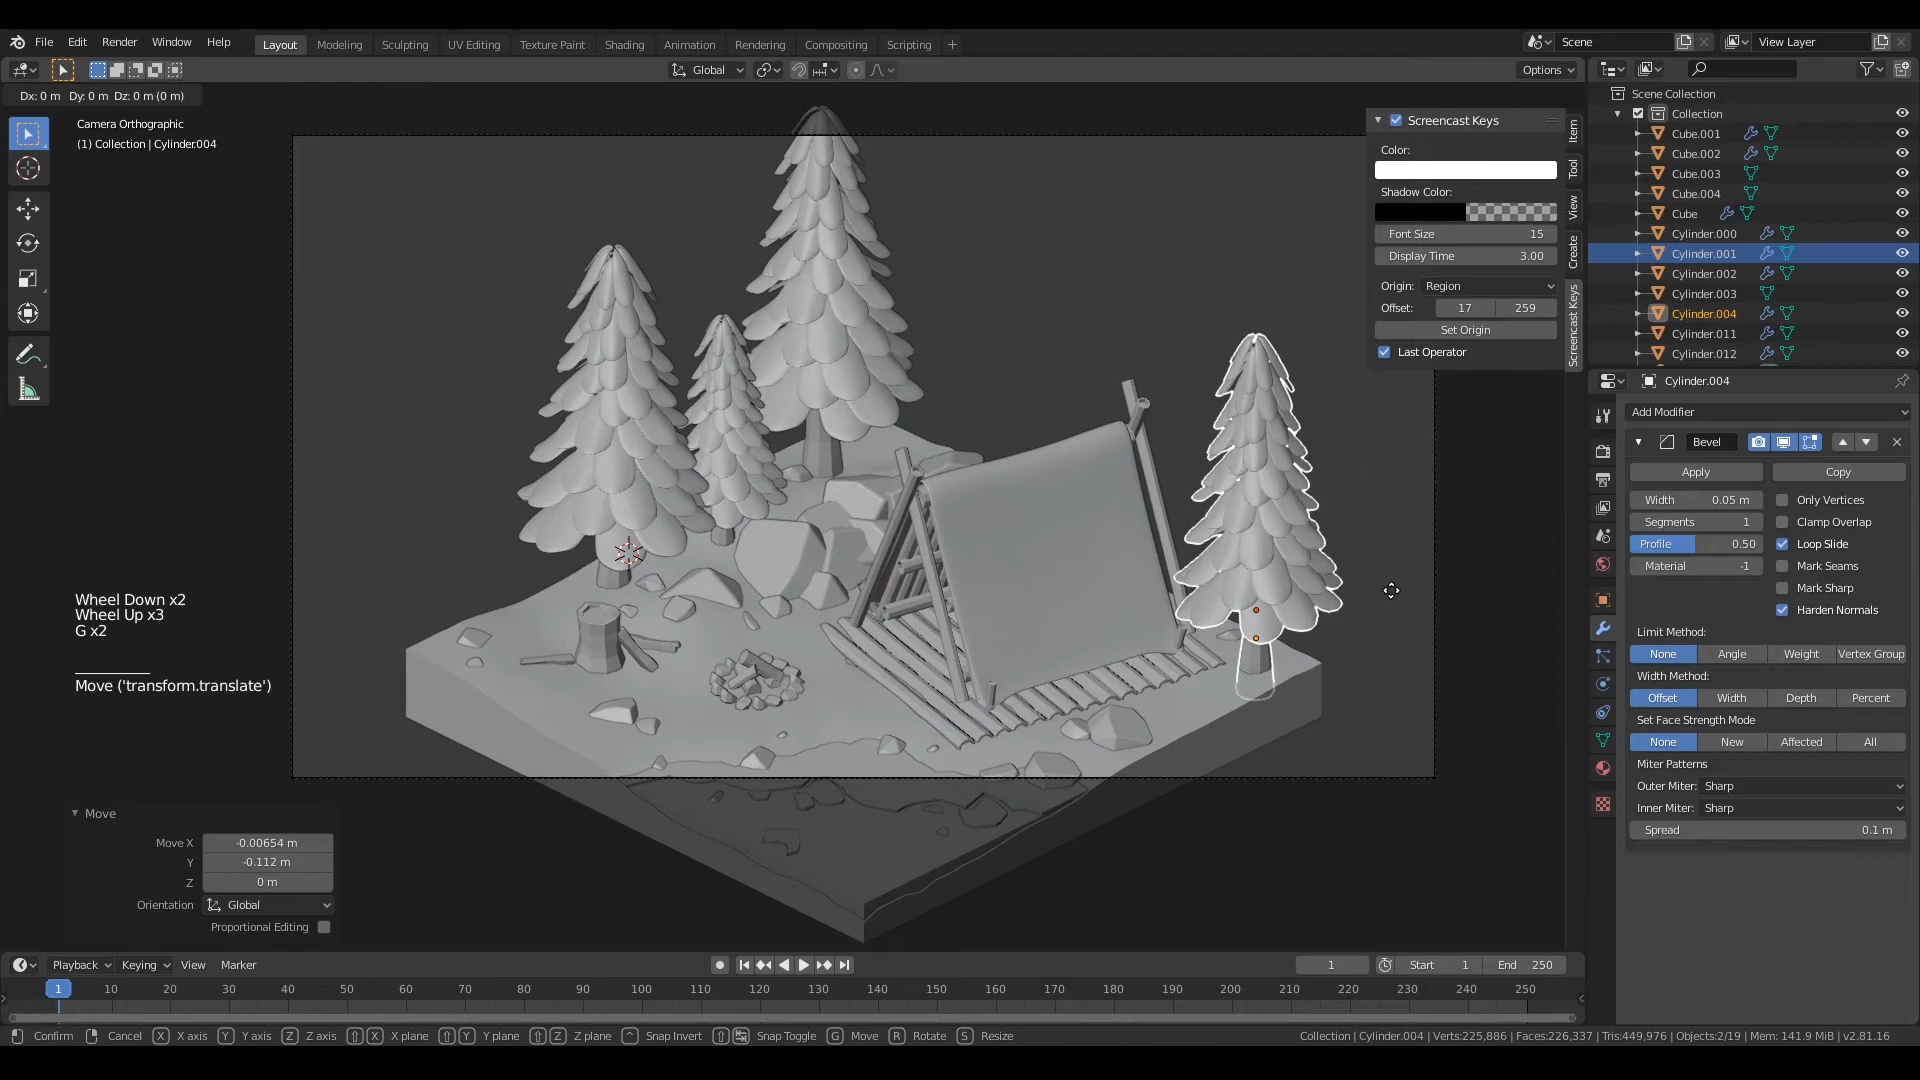 File Edit Render Window Help Layout Modeling Sculpting UV Editing Texture Paint Shading Animation Rendering Compositing Scripting + Scene View Layer
Global Options
Dx: 0 m Dy: 0 m Dz: 0 m (0 m)
Camera Orthographic
(1) Collection | Cylinder.004
Screencast Keys
Color:
Shadow Color:
Font Size 15
Display Time 3.00
Origin: Region
Offset: 17 259
Set Origin
Last Operator
Item
Tool
View
Create
Screencast Keys
Scene Collection
Collection
Cube.001
Cube.002
Cube.003
Cube.004
Cube
Cylinder.000
Cylinder.001
Cylinder.002
Cylinder.003
Cylinder.004
Cylinder.011
Cylinder.012
Cylinder.004
Add Modifier
Bevel
Apply Copy
Width 0.05 m Only Vertices
Segments 1 Clamp Overlap
Profile 0.50 Loop Slide
Material -1 Mark Seams
Mark Sharp
Harden Normals
Limit Method:
None Angle Weight Vertex Group
Width Method:
Offset Width Depth Percent
Set Face Strength Mode
None New Affected All
Miter Patterns
Outer Miter: Sharp
Inner Miter: Sharp
Spread 0.1 m
Wheel Down x2
Wheel Up x3
G x2
Move ('transform.translate')
Move
Move X -0.00654 m
Y -0.112 m
Z 0 m
Orientation Global
Proportional Editing
Playback Keying View Marker 1 Start 1 End 250
1 10 20 30 40 50 60 70 80 90 100 110 120 130 140 150 160 170 180 190 200 210 220 230 240 250
Confirm Cancel X X axis Y Y axis Z Z axis X X plane Y Y plane Z Z plane Snap Invert Snap Toggle G Move R Rotate S Resize Collection | Cylinder.004 | Verts:225,886 | Faces:226,337 | Tris:449,976 | Objects:2/19 | Mem: 141.9 MiB | v2.81.16